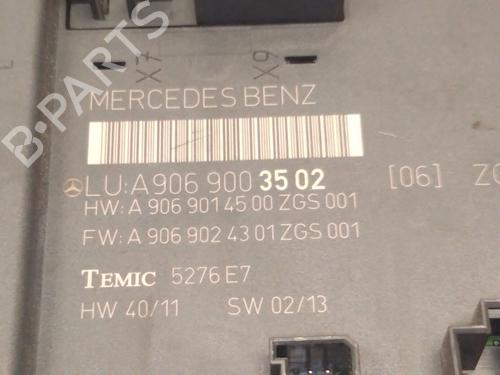 X7 X9
MERCEDES BENZ
LU: A 906 900 35 02 [06] ZG
HW: A 906 901 45 00 ZGS 001
FW: A 906 902 43 01 ZGS 001
TEMIC 5276 E7
HW 40/11 SW 02/13
B-PARTS